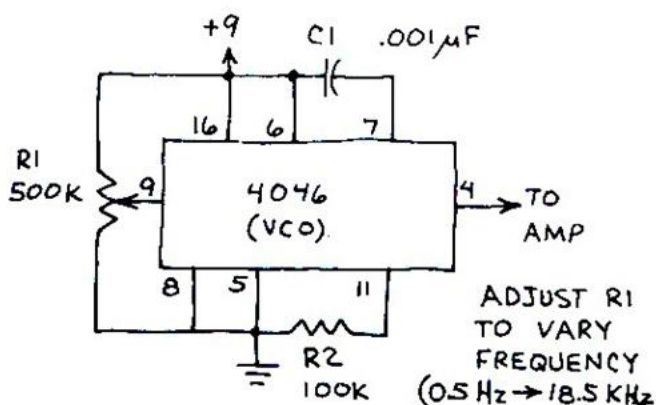 +9
C1 .001µF
16 6 7
R1
500K
9
4046
(VCO)
4
TO
AMP
8 5 11
R2
100K
ADJUST R1
TO VARY
FREQUENCY
(0.5 Hz → 18.5 KHz